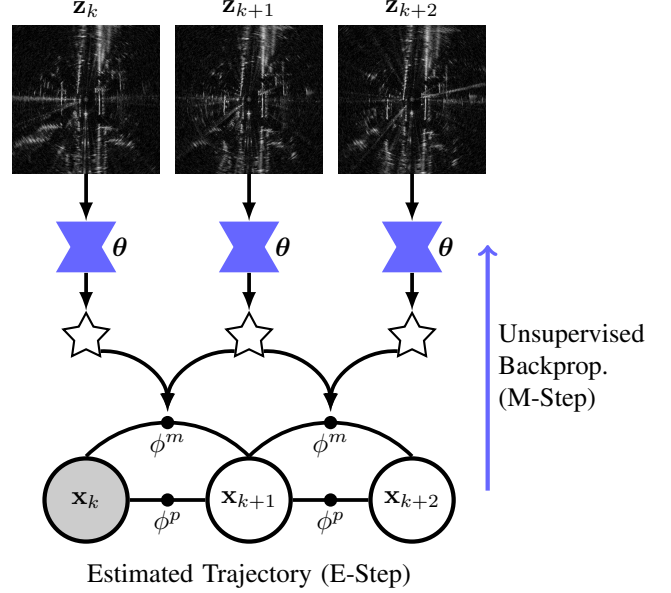 z_k z_{k+1} z_{k+2}
θ θ θ
Unsupervised
Backprop.
(M-Step)
ϕ^m ϕ^m
x_k x_{k+1} x_{k+2}
ϕ^p ϕ^p
Estimated Trajectory (E-Step)